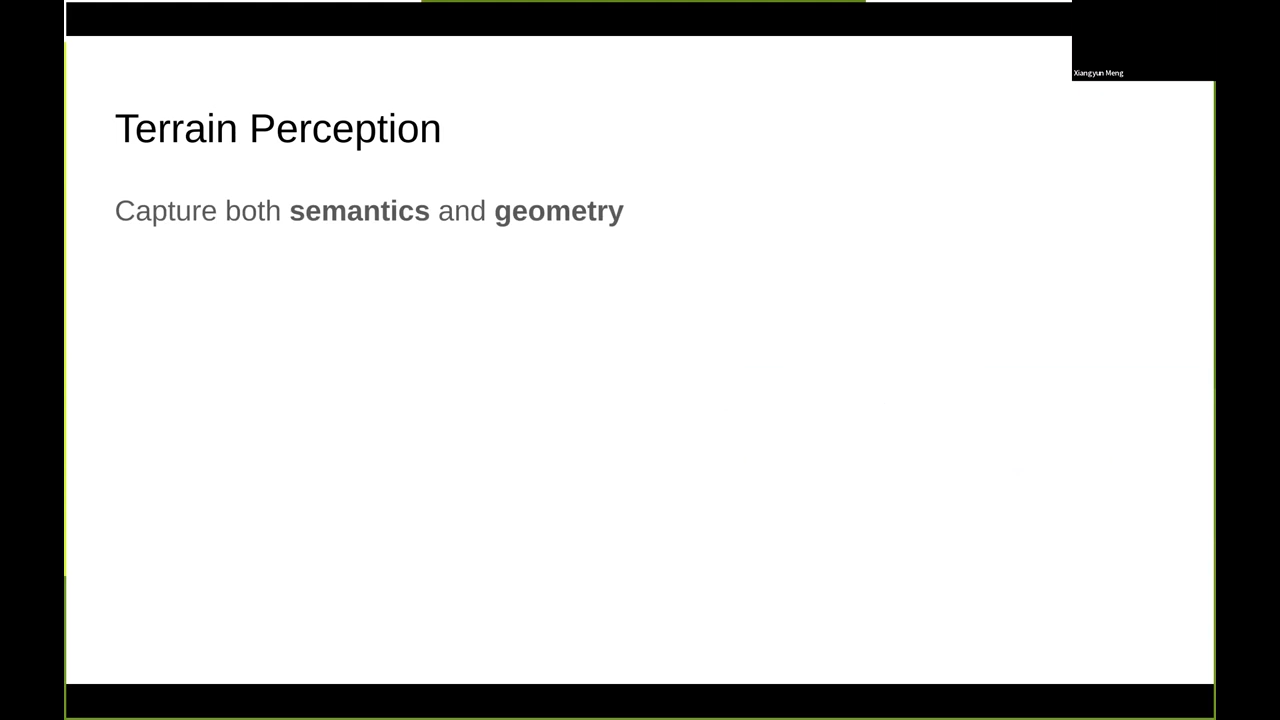 Xiangyun Meng
Terrain Perception
Capture both semantics and geometry